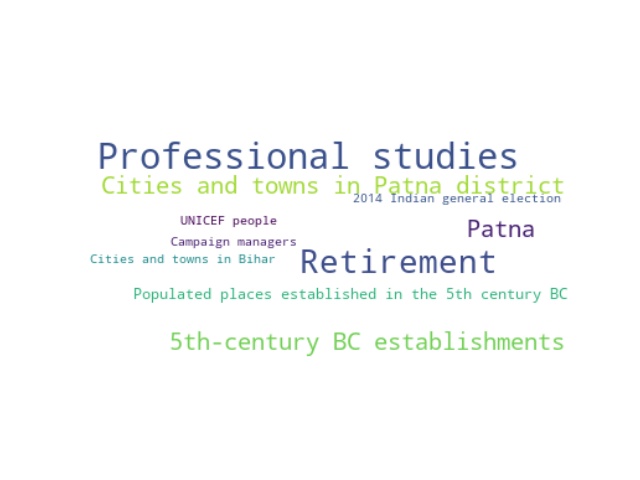 Professional studies
Cities and towns in Patna district
2014 Indian general election
UNICEF people
Patna
Campaign managers
Cities and towns in Bihar
Retirement
Populated places established in the 5th century BC
5th-century BC establishments